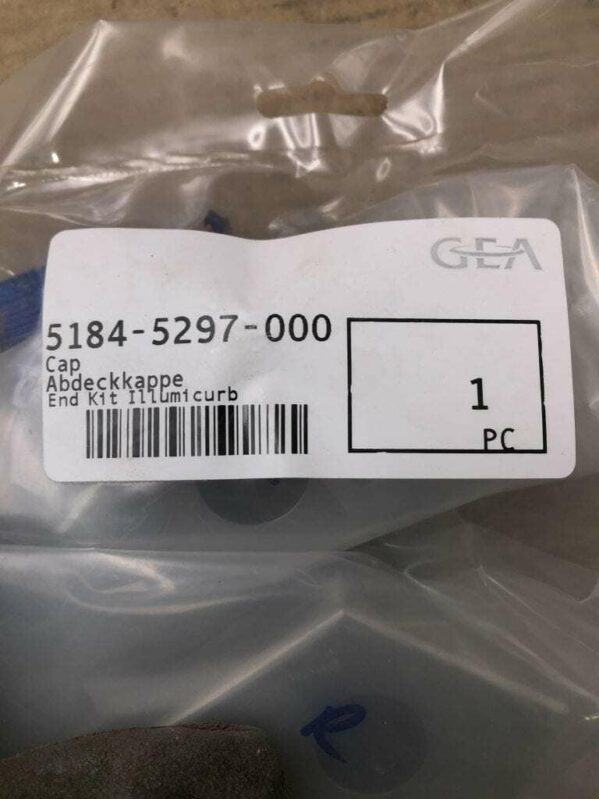 GEA
5184-5297-000
Cap
Abdeckkappe
End Kit Illumicurb
1
PC
R